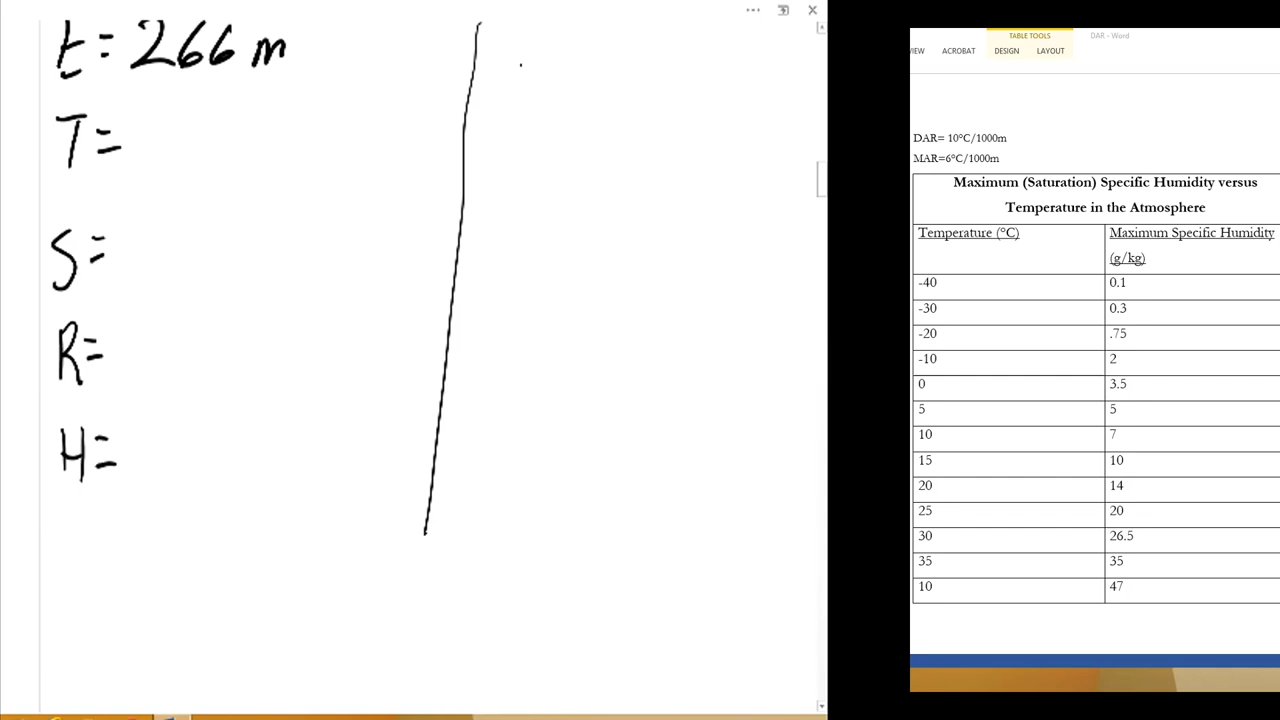 t = 266 m
T =
S =
R =
H =
TABLE TOOLS DAR - Word
IEW ACROBAT DESIGN LAYOUT
DAR= 10°C/1000m
MAR=6°C/1000m
Maximum (Saturation) Specific Humidity versus
Temperature in the Atmosphere
Temperature (°C) Maximum Specific Humidity
(g/kg)
-40 0.1
-30 0.3
-20 .75
-10 2
0 3.5
5 5
10 7
15 10
20 14
25 20
30 26.5
35 35
10 47